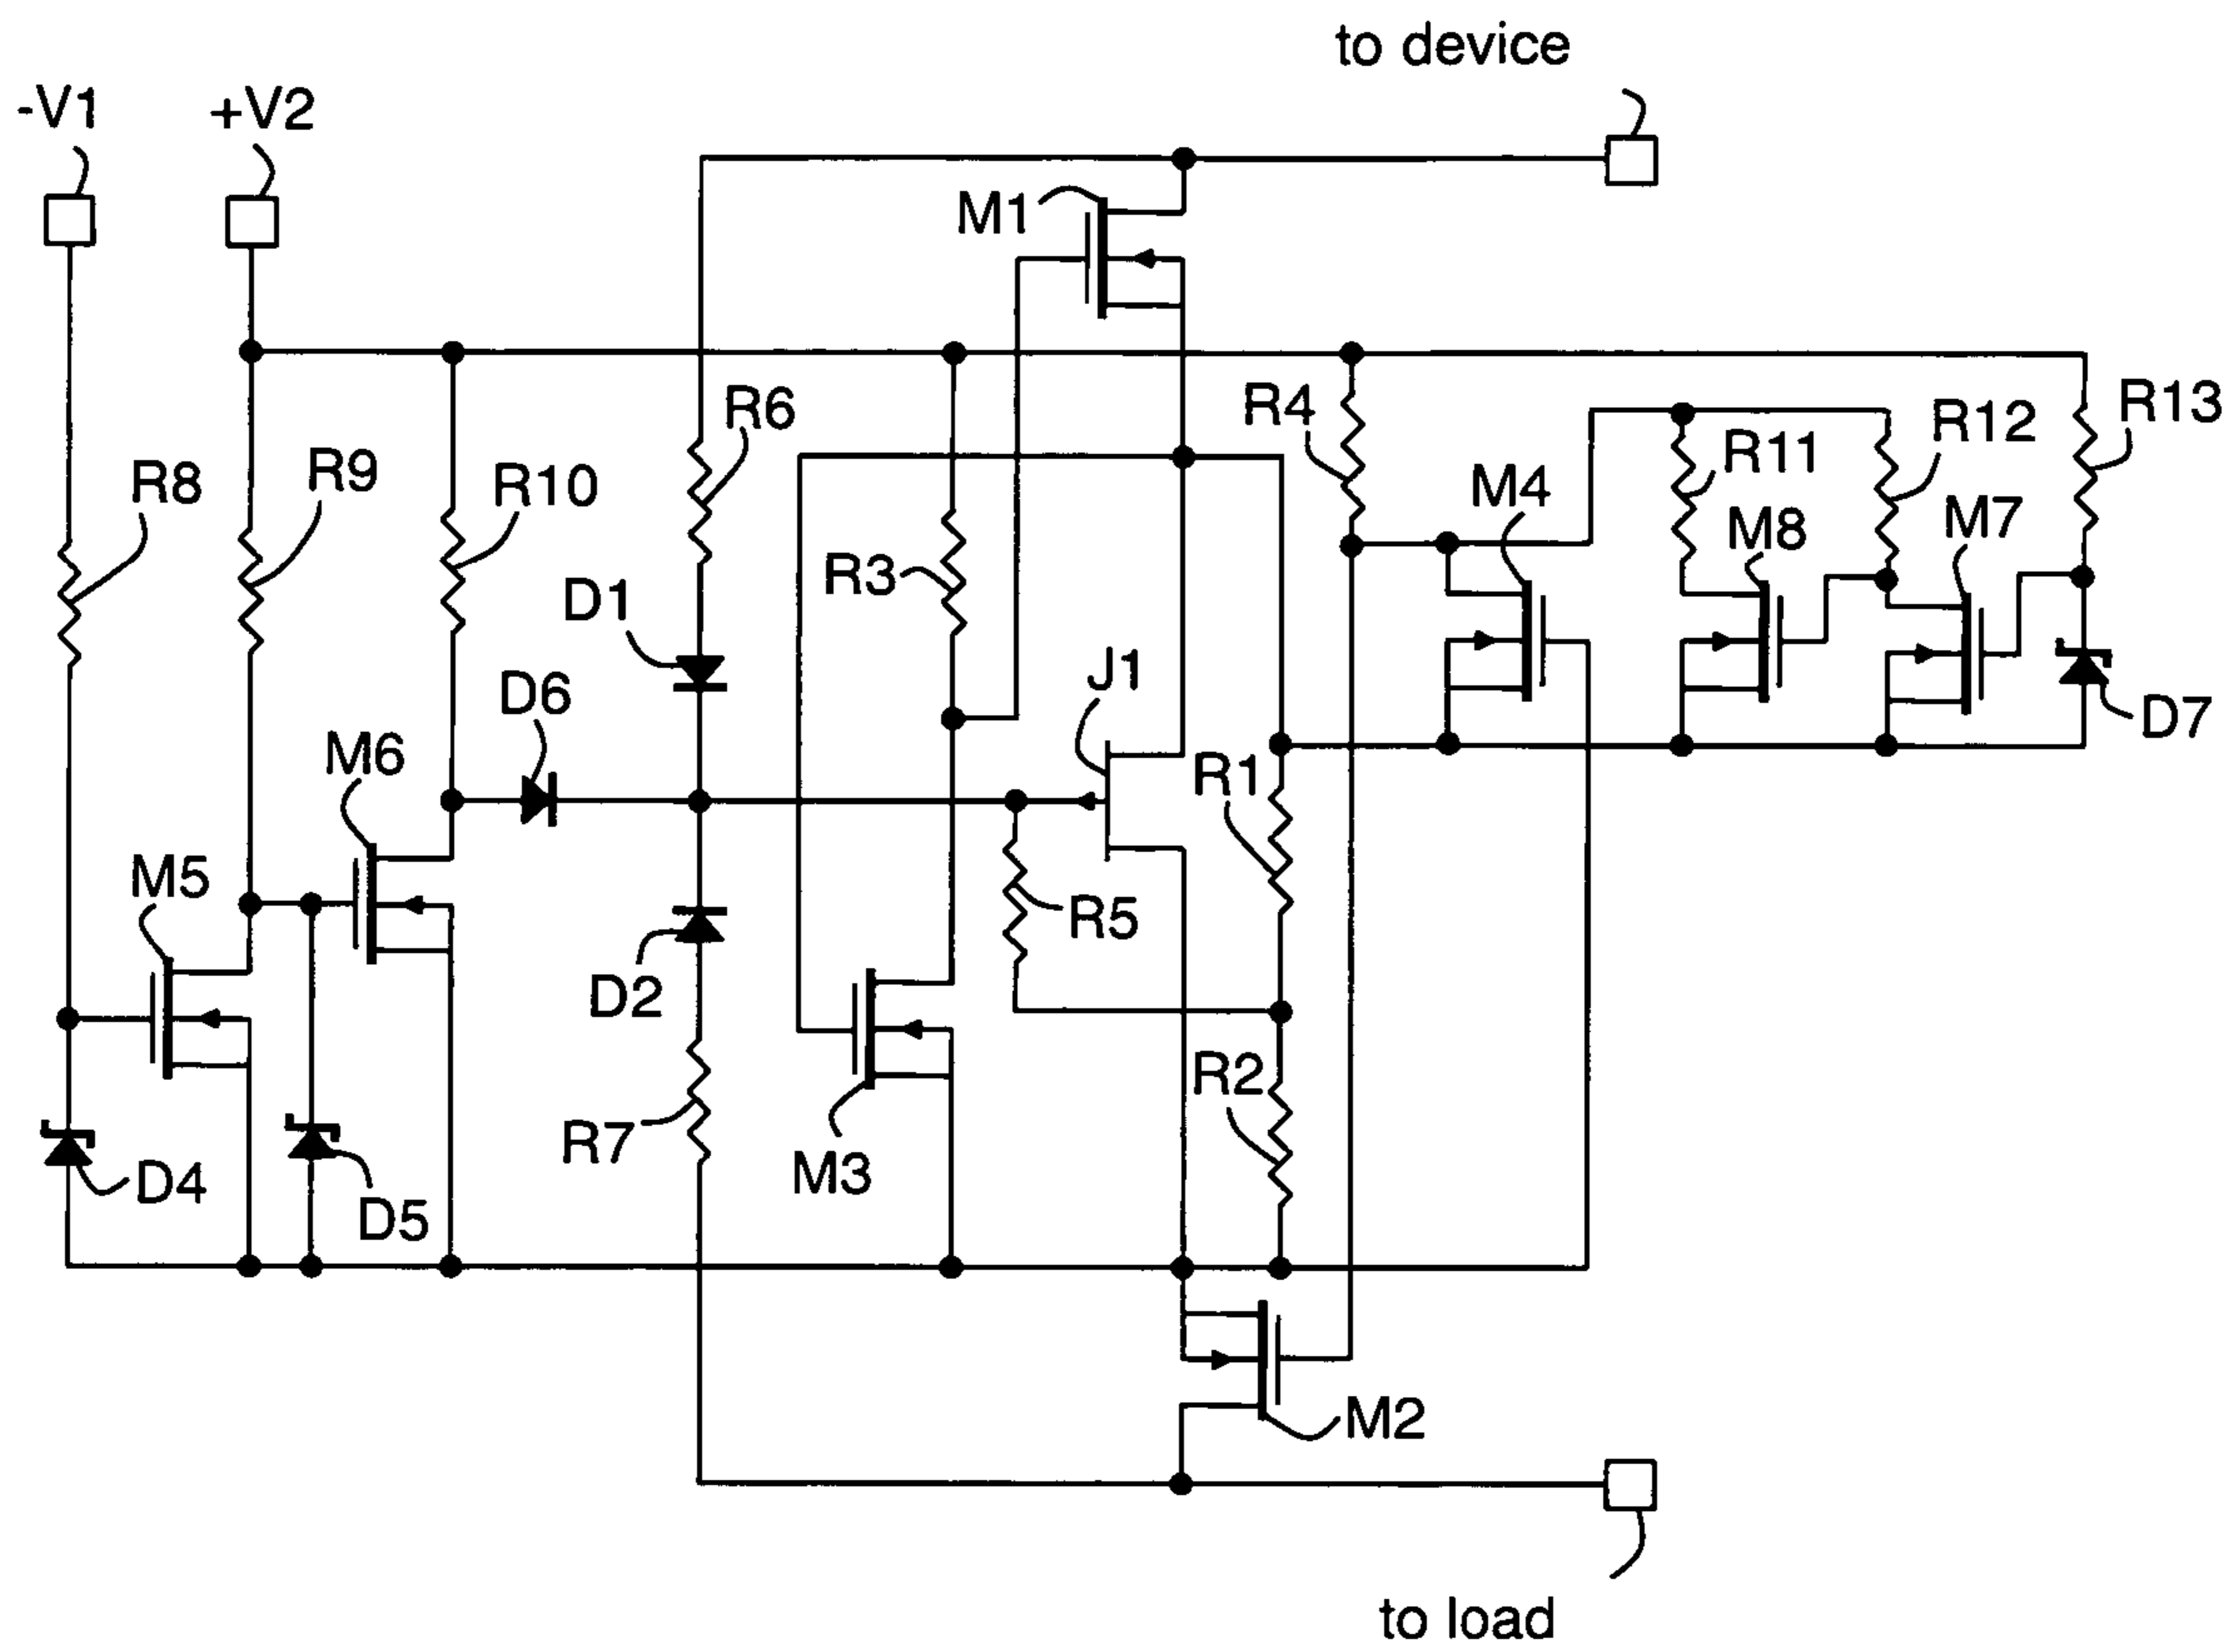 to device
-V1
+V2
M1
R6
R4
R13
R12
R11
R8
R9
R10
M4
M8
M7
R3
D1
D6
J1
D7
M6
R1
M5
R5
D2
R2
R7
M3
D4
D5
M2
to load